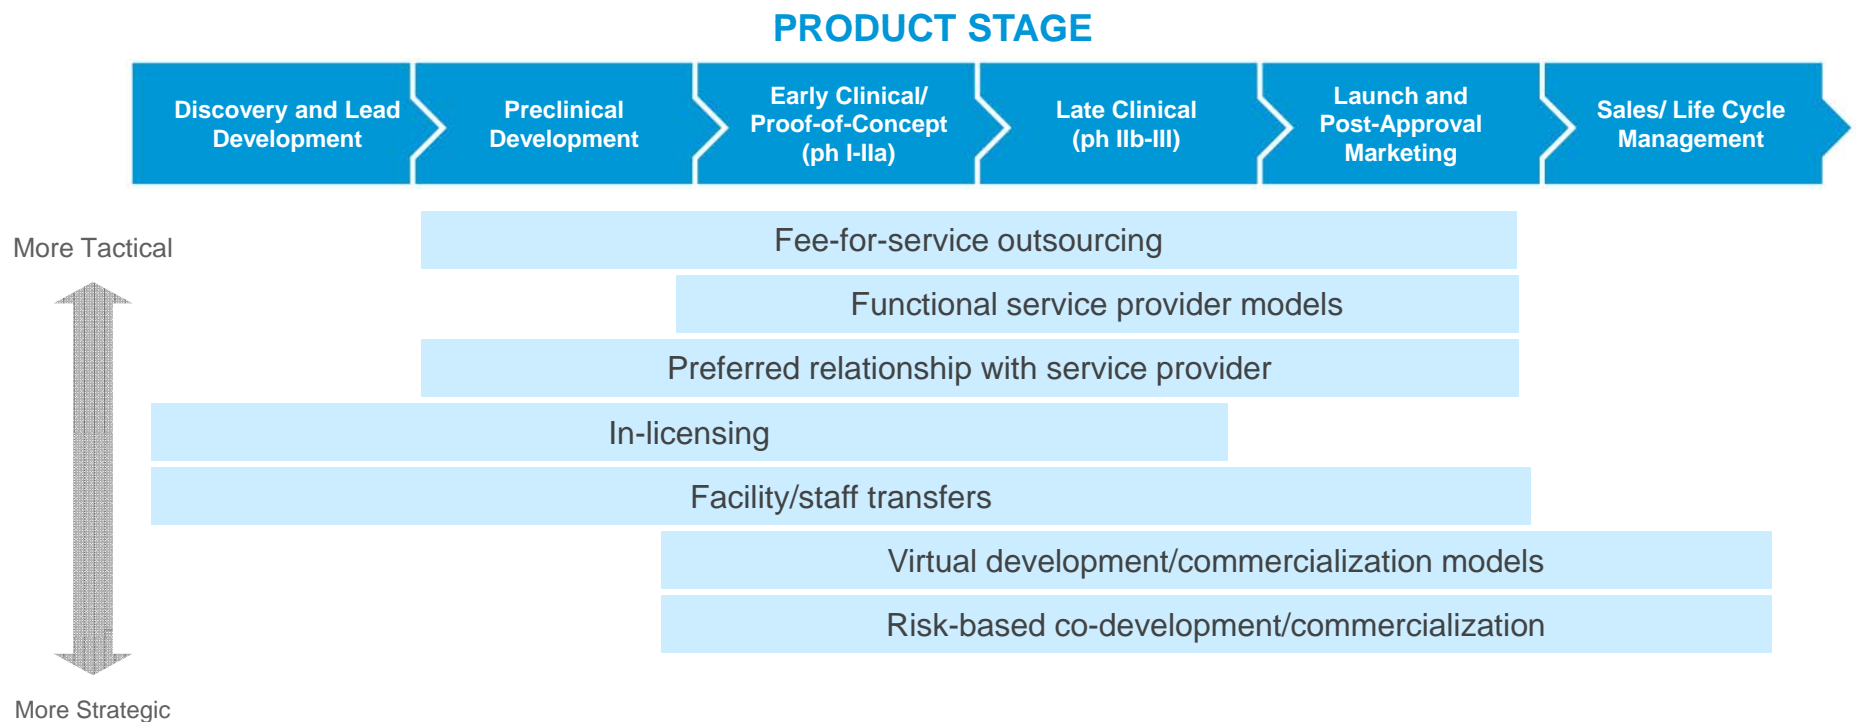 PRODUCT STAGE
Discovery and Lead
Development
Preclinical
Development
Early Clinical/
Proof-of-Concept
(ph I-IIa)
Late Clinical
(ph IIb-III)
Launch and
Post-Approval
Marketing
Sales/ Life Cycle
Management
More Tactical
Fee-for-service outsourcing
Functional service provider models
Preferred relationship with service provider
In-licensing
Facility/staff transfers
Virtual development/commercialization models
Risk-based co-development/commercialization
More Strategic